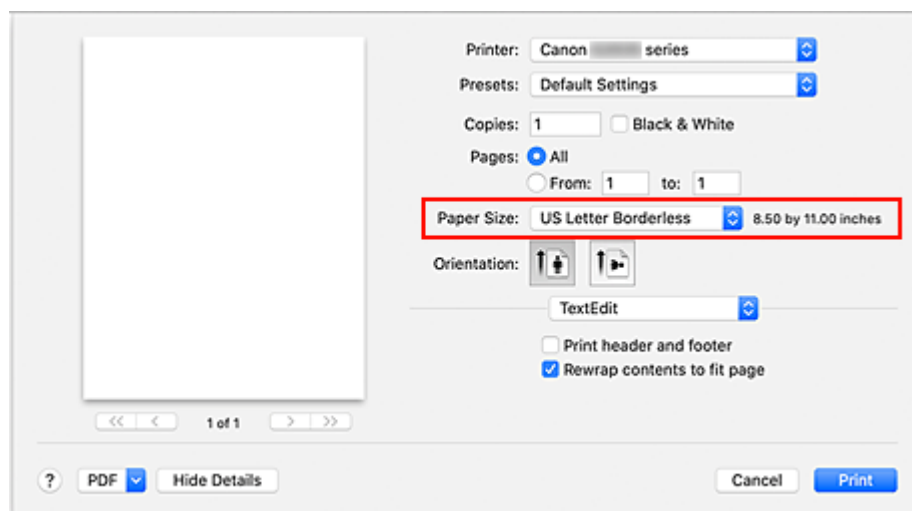 Printer: Canon series
Presets: Default Settings
Copies: 1 Black & White
Pages: All
From: 1 to: 1
Paper Size: US Letter Borderless 8.50 by 11.00 inches
Orientation:
TextEdit
Print header and footer
Rewrap contents to fit page
<< < 1 of 1 > >>
? PDF Hide Details Cancel Print